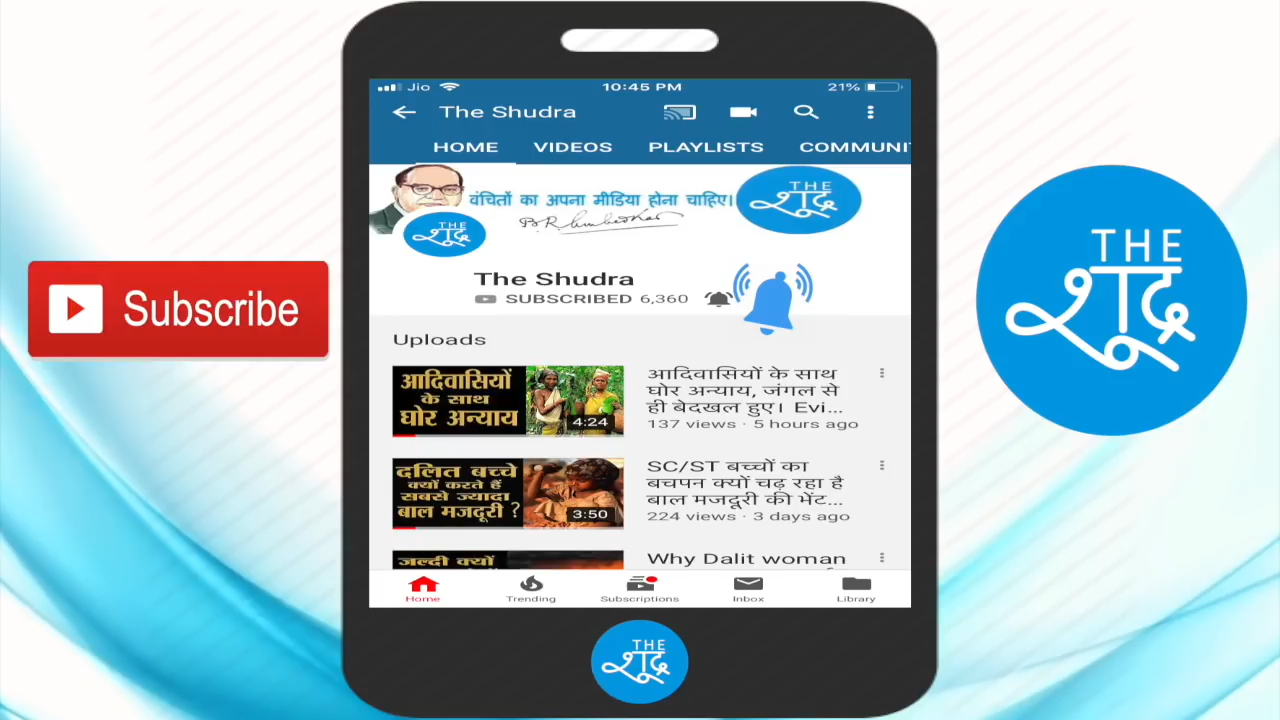 Jio 10:45 PM 21%
The Shudra
HOME VIDEOS PLAYLISTS COMMUNI
वंचितों का अपना मीडिया होना चाहिए।
THE
शूद्र
THE
शूद्र
The Shudra
SUBSCRIBED 6,360
Subscribe
THE
शूद्र
Uploads
आदिवासियों
के साथ
घोर अन्याय
4:24
आदिवासियों के साथ
घोर अन्याय, जंगल से
ही बेदखल हुए। Evi...
137 views · 5 hours ago
दलित बच्चे
क्यों करते हैं
सबसे ज्यादा
बाल मजदूरी ?
3:50
SC/ST बच्चों का
बचपन क्यों चढ़ रहा है
बाल मजदूरी की भेंट...
224 views · 3 days ago
जल्दी क्यों
Why Dalit woman
Home Trending Subscriptions Inbox Library
THE
शूद्र